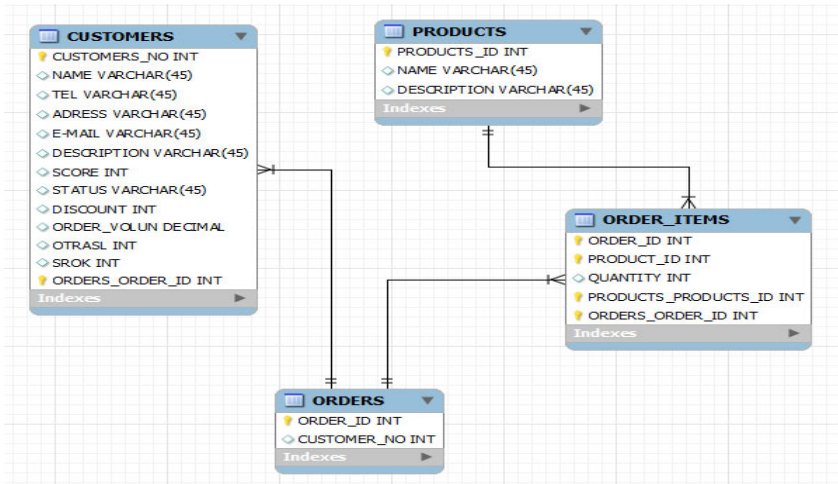 CUSTOMERS
CUSTOMERS_NO INT
NAME VARCHAR(45)
TEL VARCHAR(45)
ADRESS VARCHAR(45)
E-MAIL VARCHAR(45)
DESCRIPTION VARCHAR(45)
SCORE INT
STATUS VARCHAR(45)
DISCOUNT INT
ORDER_VOLUN DECIMAL
OTRASL INT
SROK INT
ORDERS_ORDER_ID INT
Indexes
PRODUCTS
PRODUCTS_ID INT
NAME VARCHAR(45)
DESCRIPTION VARCHAR(45)
Indexes
ORDER_ITEMS
ORDER_ID INT
PRODUCT_ID INT
QUANTITY INT
PRODUCTS_PRODUCTS_ID INT
ORDERS_ORDER_ID INT
Indexes
ORDERS
ORDER_ID INT
CUSTOMER_NO INT
Indexes